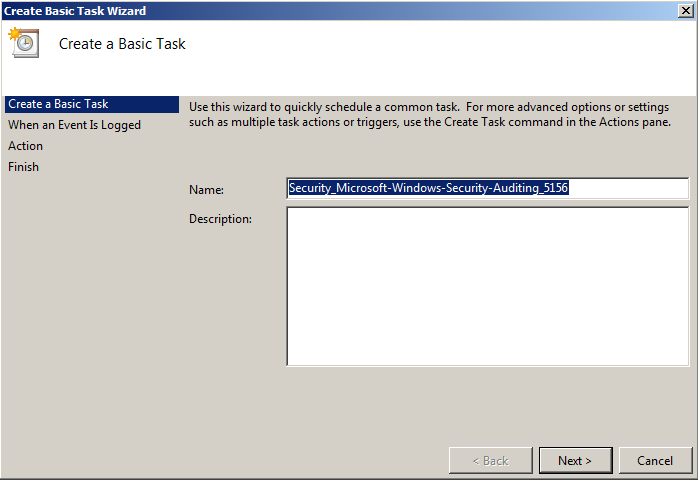 Create Basic Task Wizard
Create a Basic Task
Create a Basic Task
When an Event Is Logged
Action
Finish
Use this wizard to quickly schedule a common task.  For more advanced options or settings
such as multiple task actions or triggers, use the Create Task command in the Actions pane.
Name:
Security_Microsoft-Windows-Security-Auditing_5156
Description:
< Back
Next >
Cancel